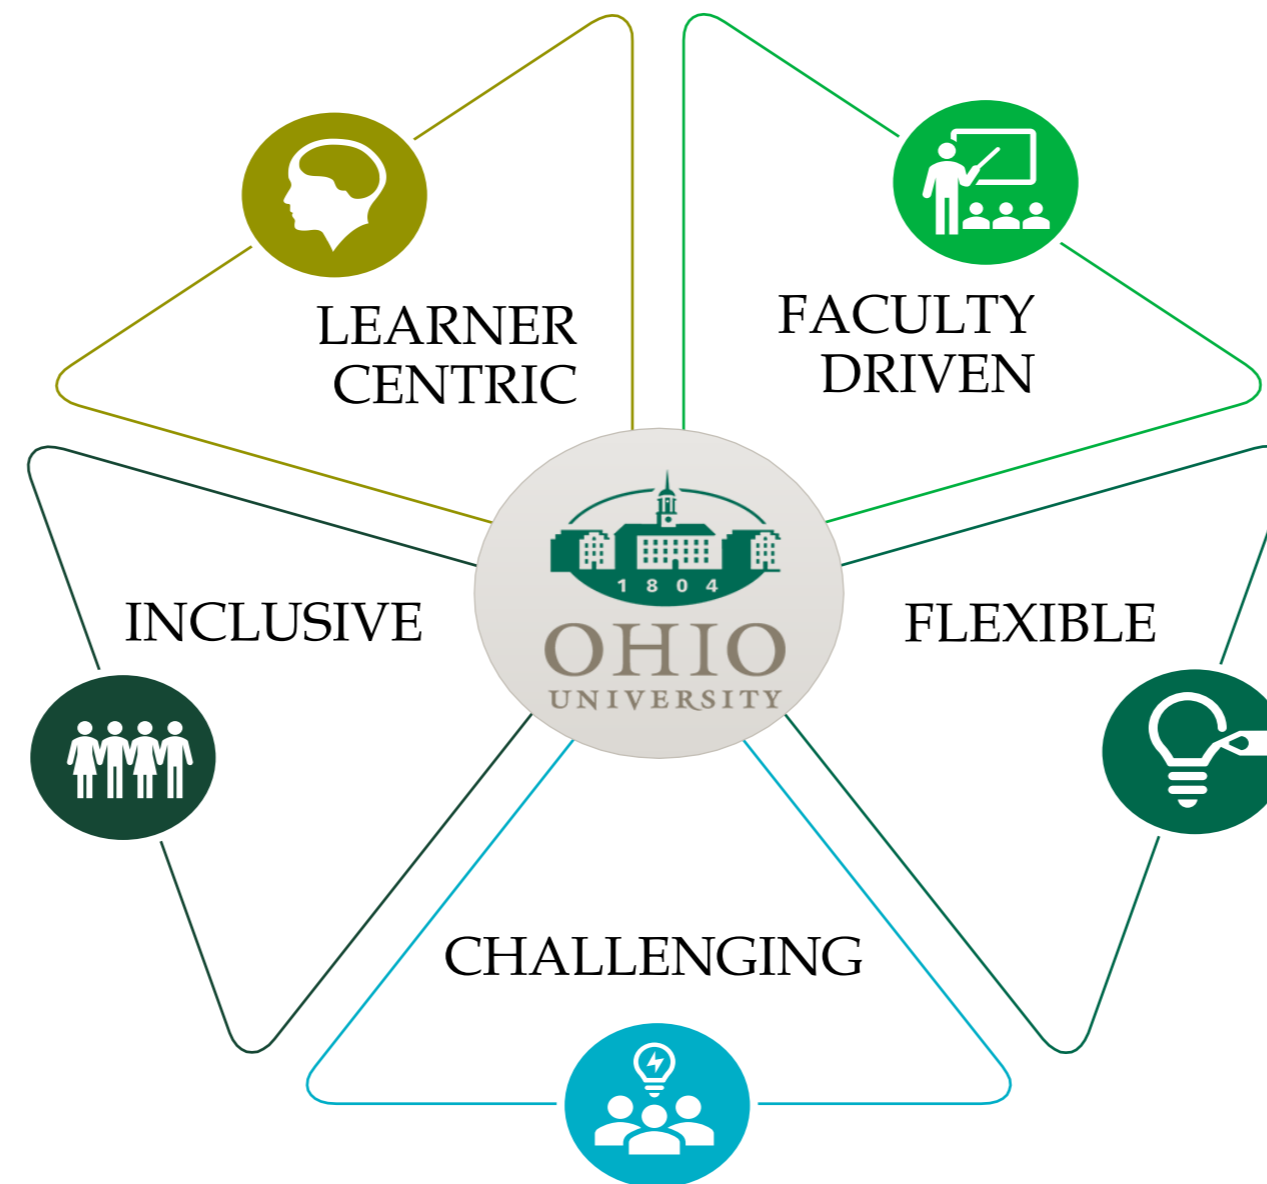 LEARNER
CENTRIC
FACULTY
DRIVEN
INCLUSIVE
1804
OHIO
UNIVERSITY
FLEXIBLE
CHALLENGING